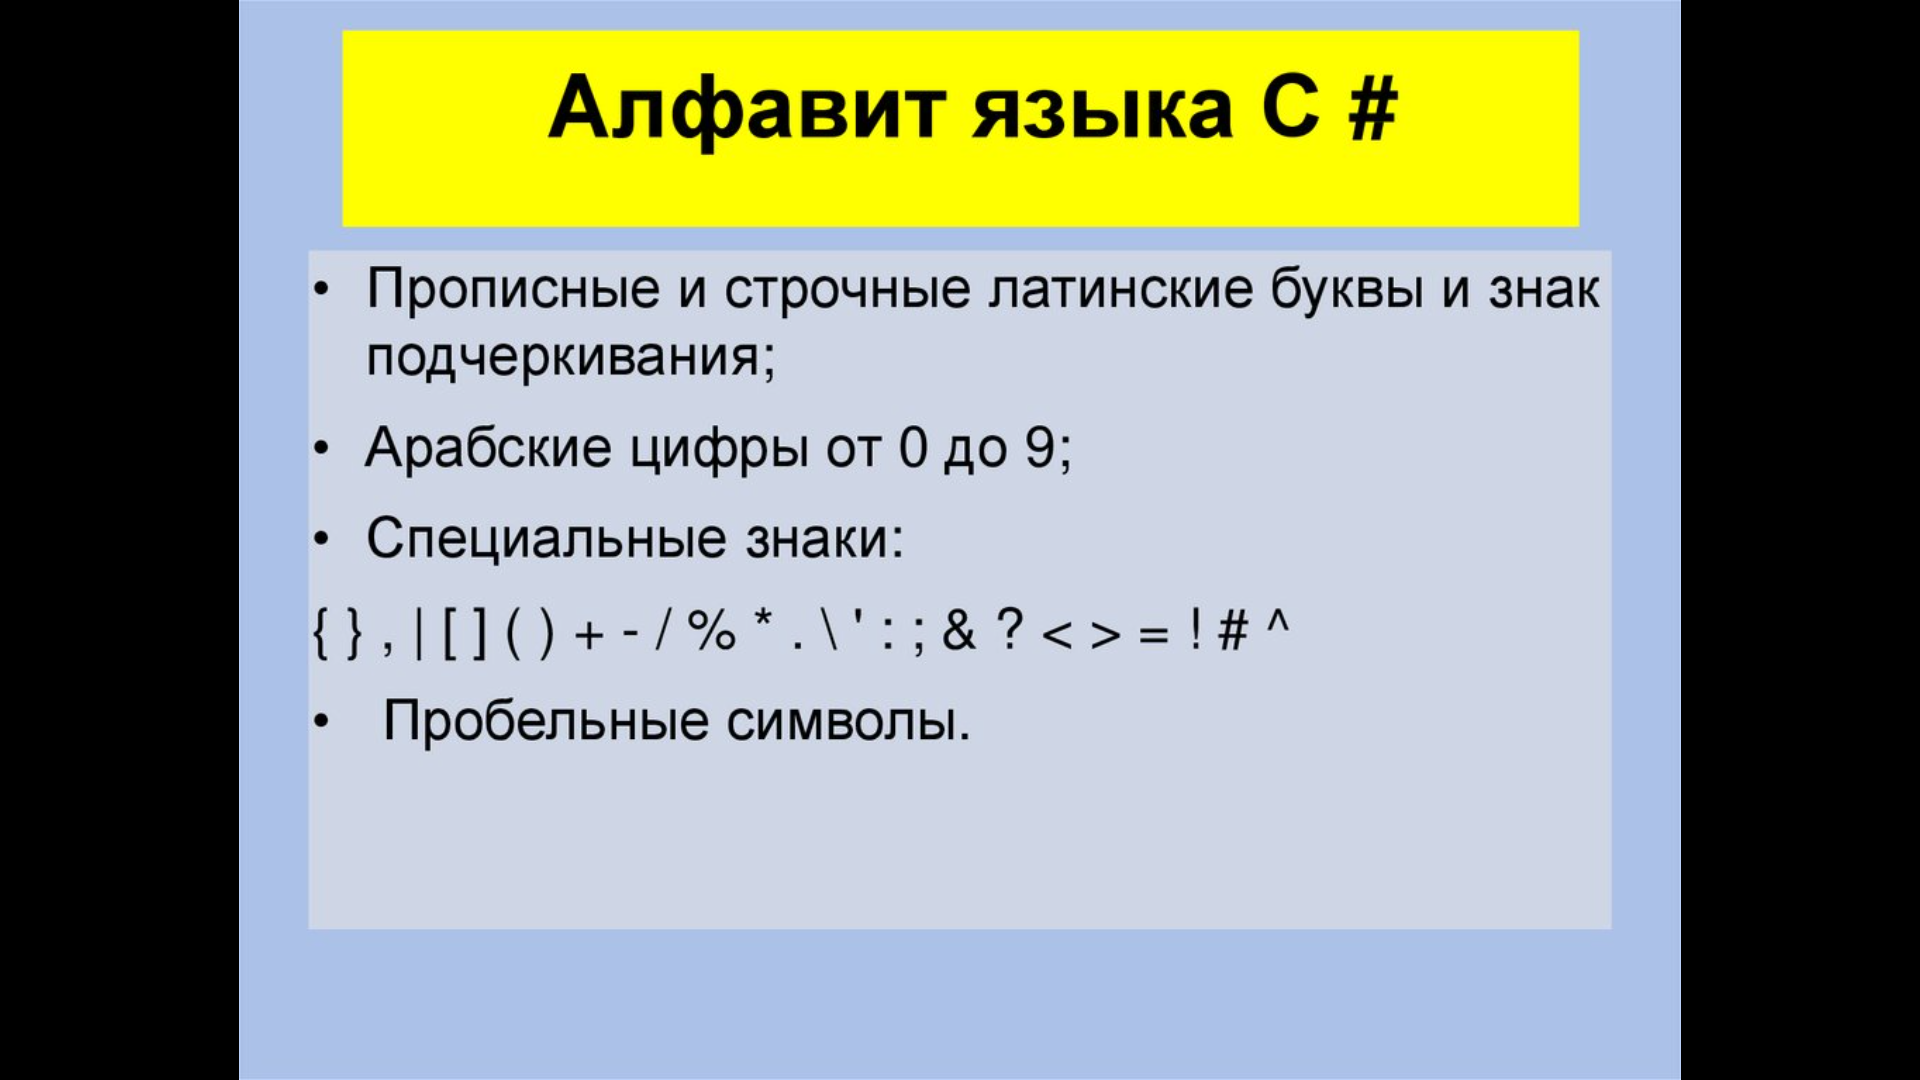 Алфавит языка С #
• Прописные и строчные латинские буквы и знак
подчеркивания;
• Арабские цифры от 0 до 9;
• Специальные знаки:
{ } , | [ ] ( ) + - / % * . \ ' : ; & ? < > = ! # ^
• Пробельные символы.